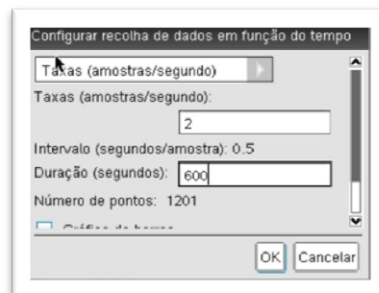 Configurar recolha de dados em função do tempo
Taxas (amostras/segundo)
Taxas (amostras/segundo):
2
Intervalo (segundos/amostra): 0.5
Duração (segundos): 600
Número de pontos: 1201
OK Cancelar